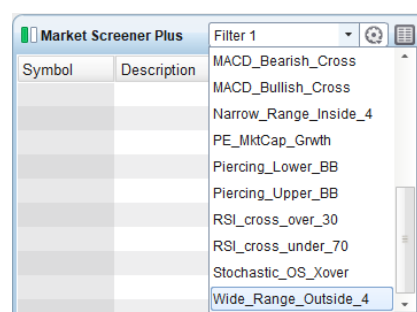 Market Screener Plus Filter 1
Symbol Description
MACD_Bearish_Cross
MACD_Bullish_Cross
Narrow_Range_Inside_4
PE_MktCap_Grwth
Piercing_Lower_BB
Piercing_Upper_BB
RSI_cross_over_30
RSI_cross_under_70
Stochastic_OS_Xover
Wide_Range_Outside_4